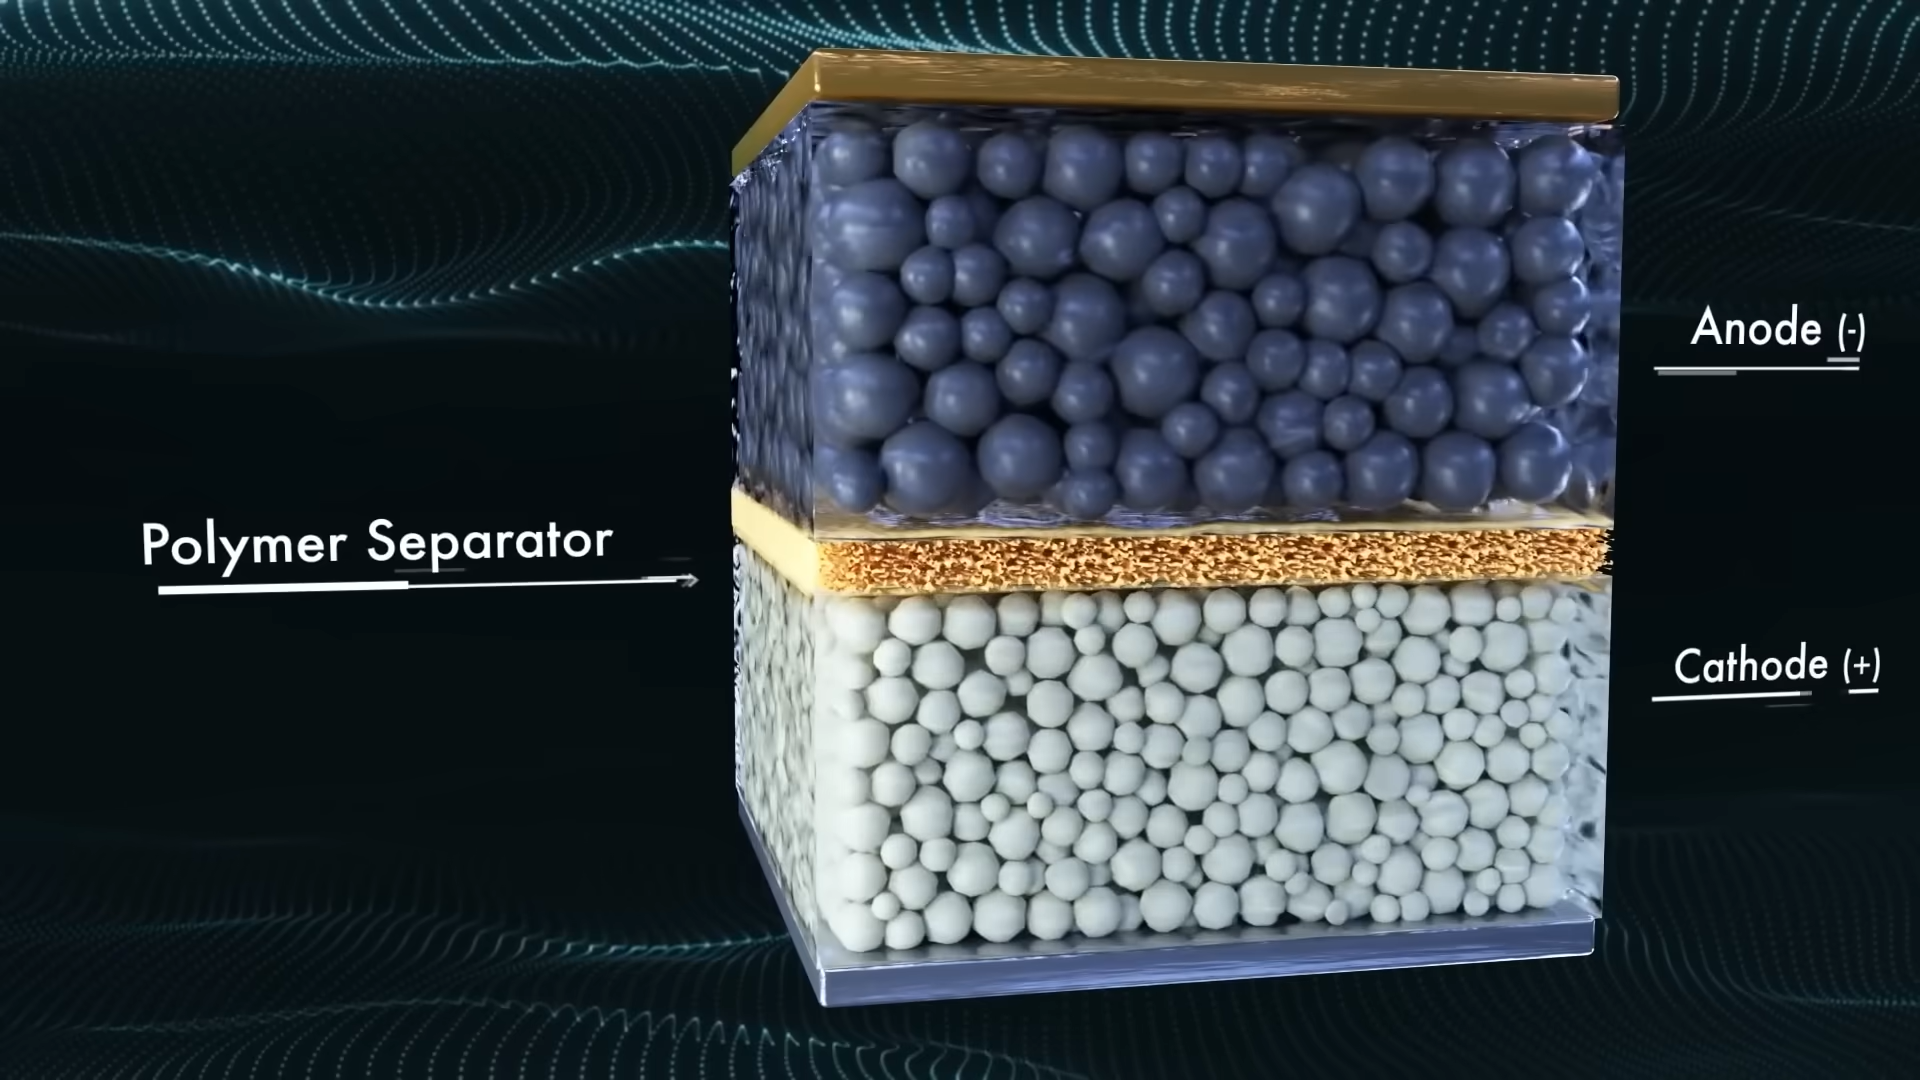 Anode (-)
Polymer Separator
Cathode (+)